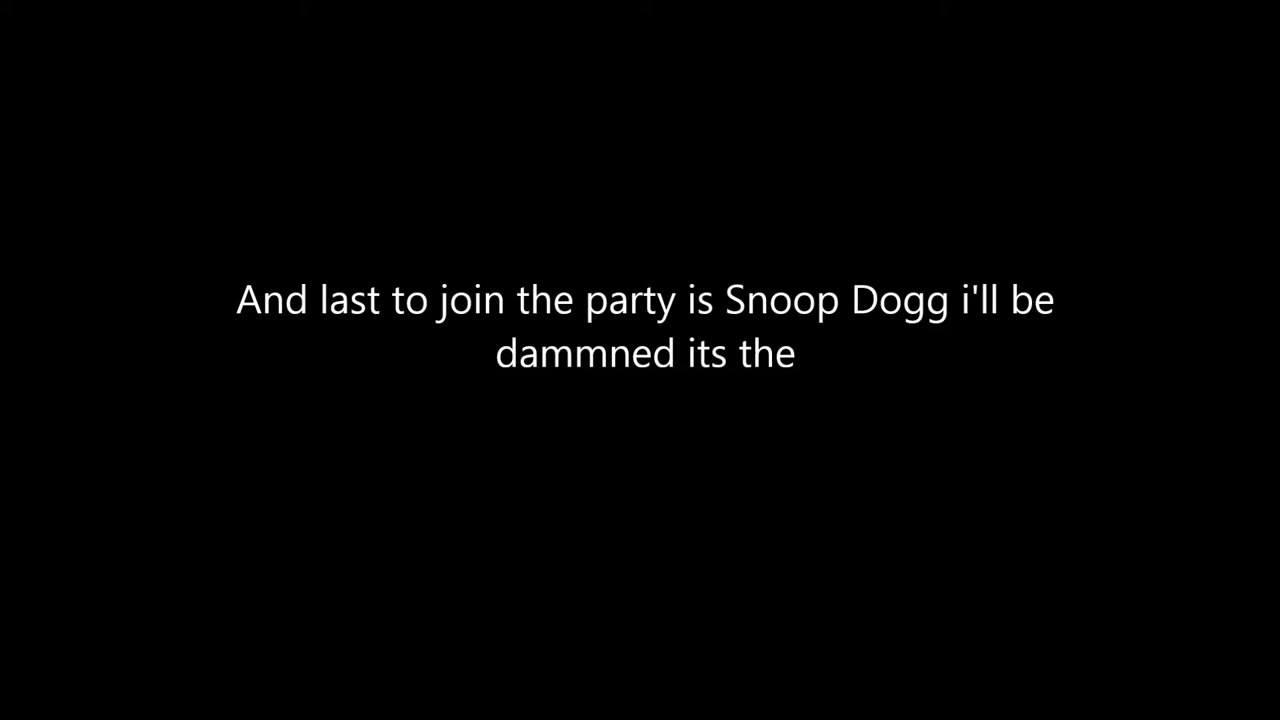 And last to join the party is Snoop Dogg i'll be
dammned its the